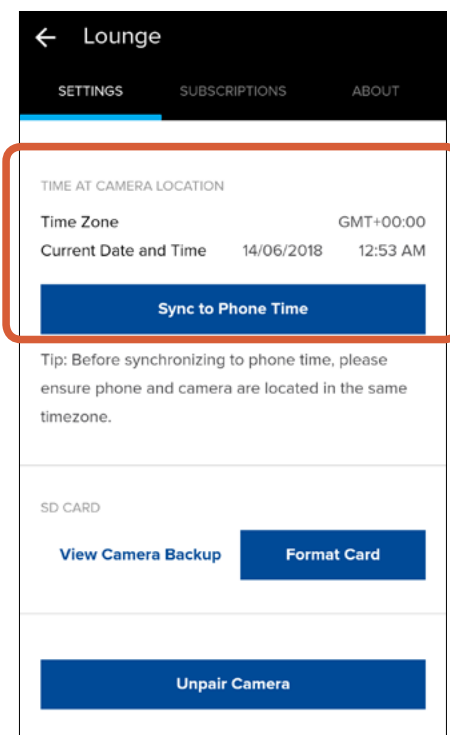 Lounge
SETTINGS SUBSCRIPTIONS ABOUT
TIME AT CAMERA LOCATION
Time Zone GMT+00:00
Current Date and Time 14/06/2018 12:53 AM
Sync to Phone Time
Tip: Before synchronizing to phone time, please
ensure phone and camera are located in the same
timezone.
SD CARD
View Camera Backup Format Card
Unpair Camera